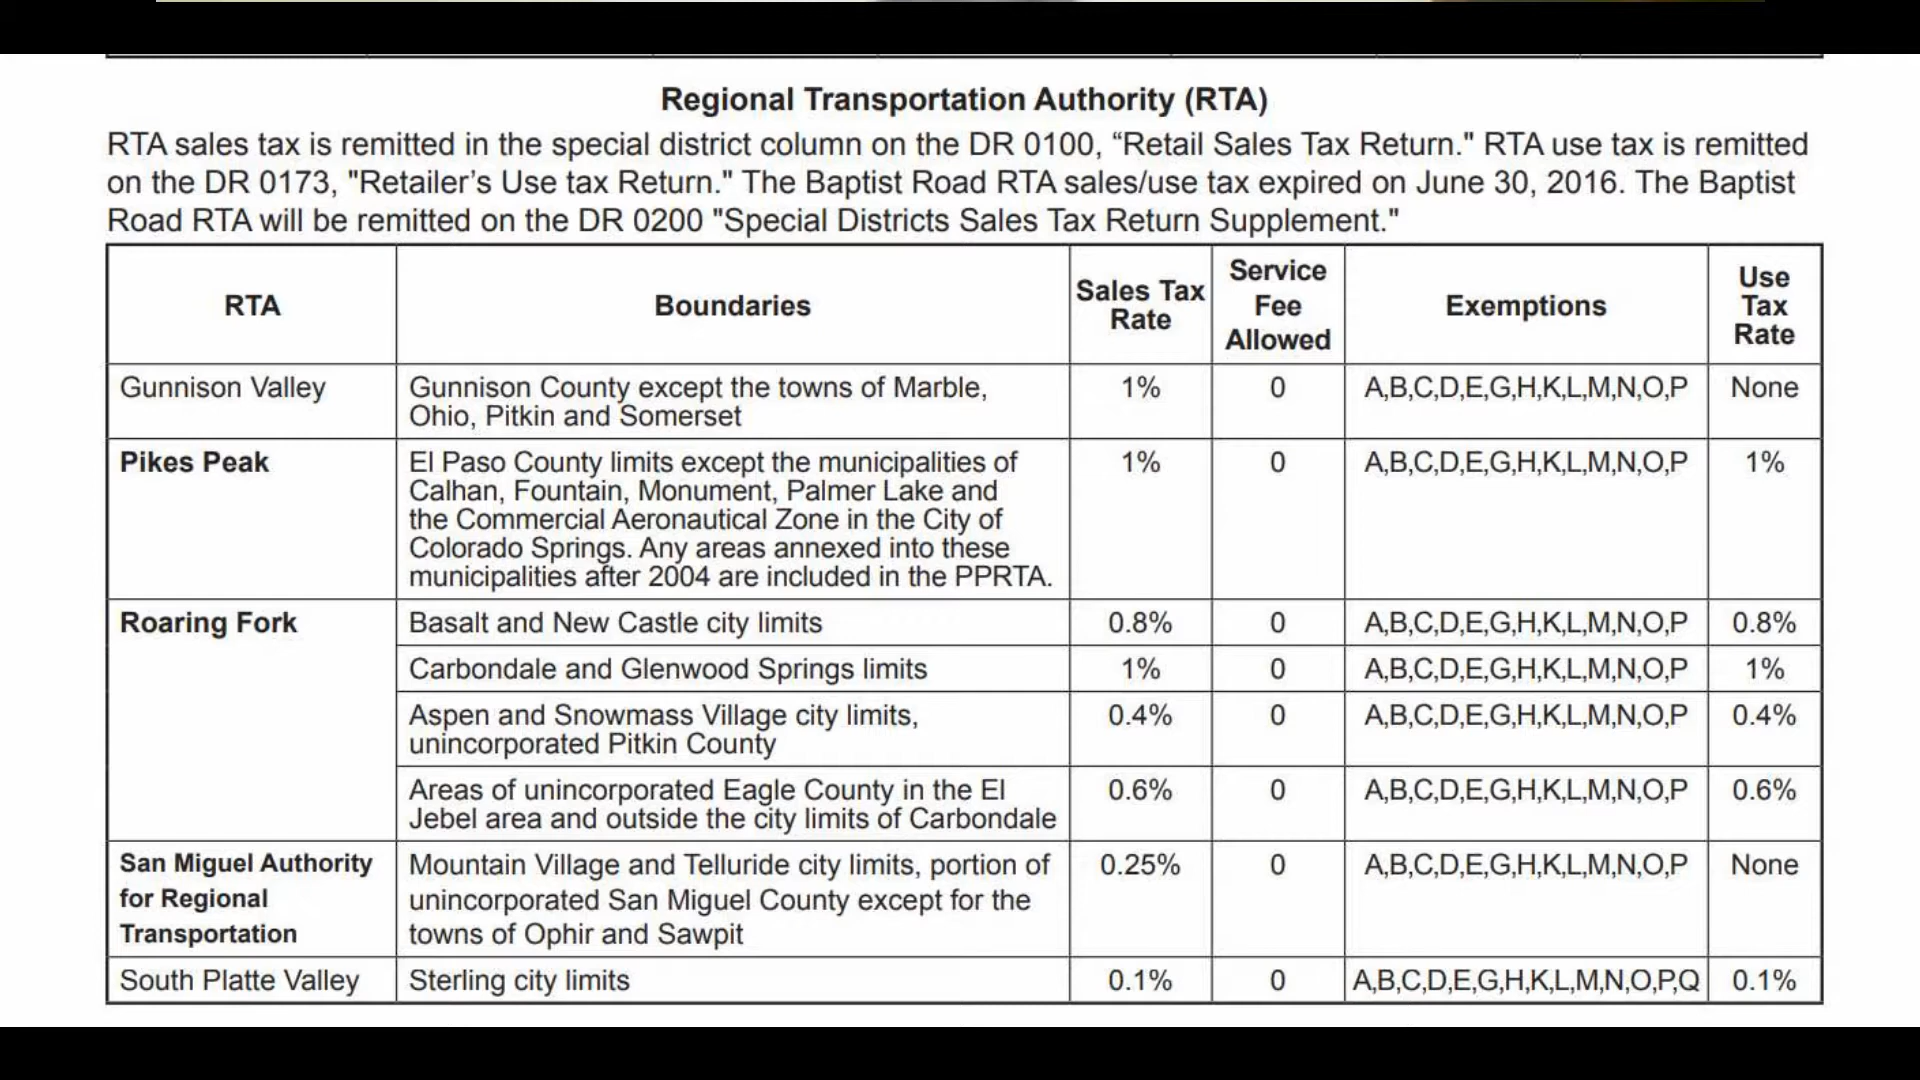 Regional Transportation Authority (RTA)
RTA sales tax is remitted in the special district column on the DR 0100, “Retail Sales Tax Return." RTA use tax is remitted
on the DR 0173, "Retailer’s Use tax Return." The Baptist Road RTA sales/use tax expired on June 30, 2016. The Baptist
Road RTA will be remitted on the DR 0200 "Special Districts Sales Tax Return Supplement."
RTA
Boundaries
Sales Tax
Rate
Service
Fee
Allowed
Exemptions
Use
Tax
Rate
Gunnison Valley
Gunnison County except the towns of Marble,
Ohio, Pitkin and Somerset
1%
0
A,B,C,D,E,G,H,K,L,M,N,O,P
None
Pikes Peak
El Paso County limits except the municipalities of
Calhan, Fountain, Monument, Palmer Lake and
the Commercial Aeronautical Zone in the City of
Colorado Springs. Any areas annexed into these
municipalities after 2004 are included in the PPRTA.
1%
0
A,B,C,D,E,G,H,K,L,M,N,O,P
1%
Roaring Fork
Basalt and New Castle city limits
0.8%
0
A,B,C,D,E,G,H,K,L,M,N,O,P
0.8%
Carbondale and Glenwood Springs limits
1%
0
A,B,C,D,E,G,H,K,L,M,N,O,P
1%
Aspen and Snowmass Village city limits,
unincorporated Pitkin County
0.4%
0
A,B,C,D,E,G,H,K,L,M,N,O,P
0.4%
Areas of unincorporated Eagle County in the El
Jebel area and outside the city limits of Carbondale
0.6%
0
A,B,C,D,E,G,H,K,L,M,N,O,P
0.6%
San Miguel Authority
for Regional
Transportation
Mountain Village and Telluride city limits, portion of
unincorporated San Miguel County except for the
towns of Ophir and Sawpit
0.25%
0
A,B,C,D,E,G,H,K,L,M,N,O,P
None
South Platte Valley
Sterling city limits
0.1%
0
A,B,C,D,E,G,H,K,L,M,N,O,P,Q
0.1%